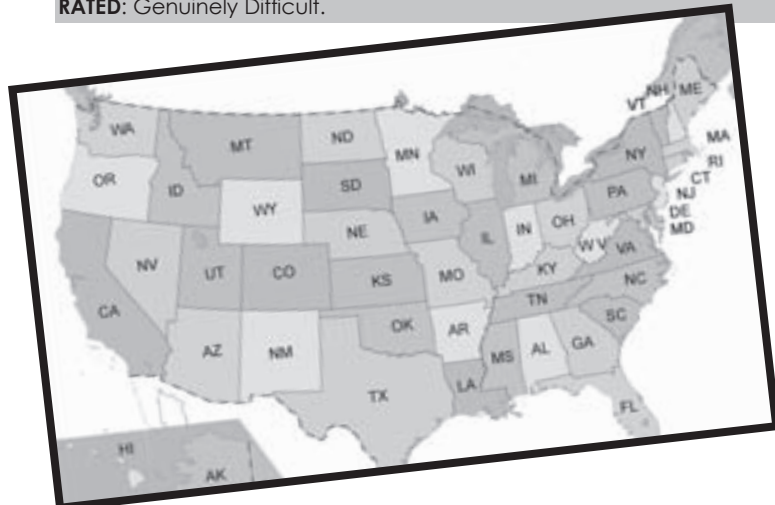 RATED: Genuinely Difficult.
WA
MT
ND
MN
OR
ID
WY
SD
WI
MI
NY
VT
NH
ME
MA
RI
CT
NJ
DE
MD
PA
NE
IA
IL
IN
OH
WV
VA
NV
UT
CO
KS
MO
KY
NC
CA
AZ
NM
OK
AR
TN
SC
TX
LA
MS
AL
GA
FL
HI
AK